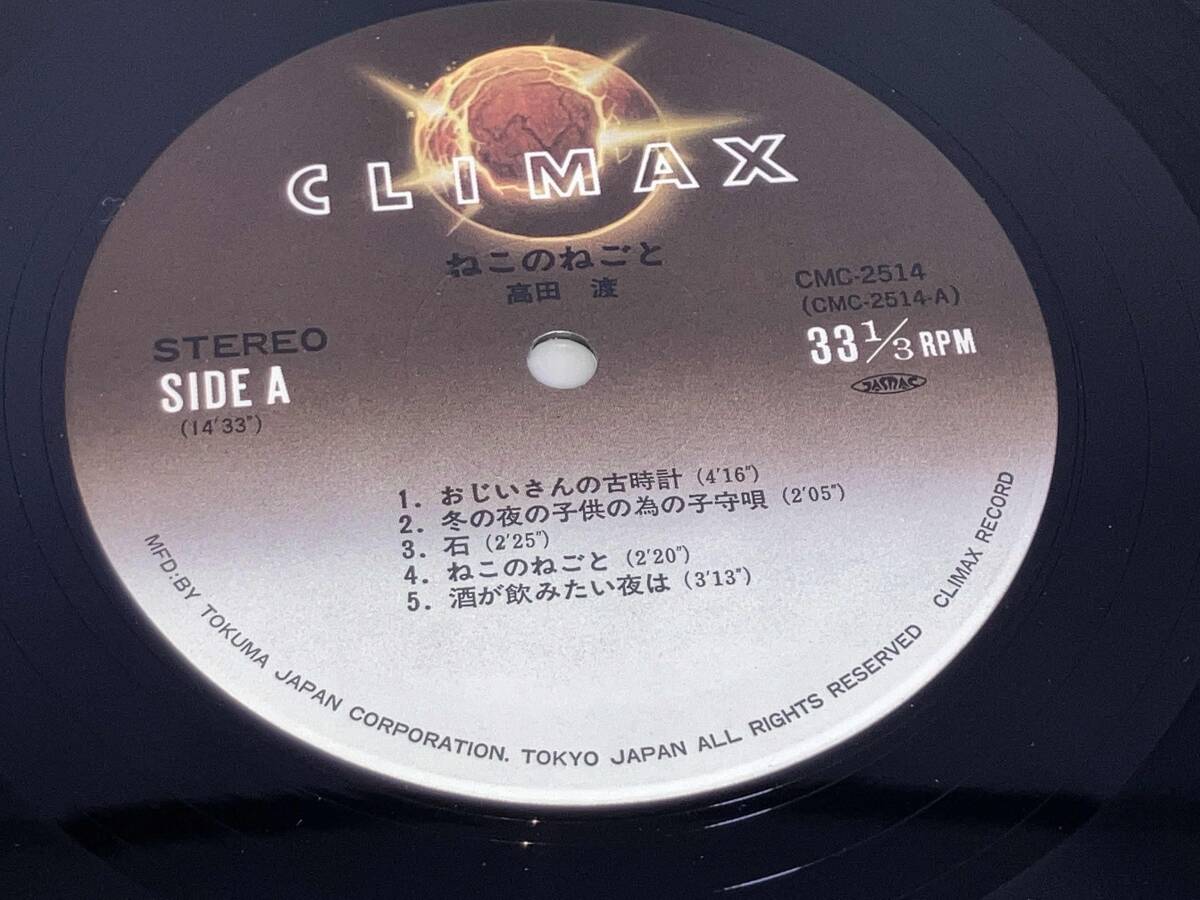 CLIMAX
ねこのねごと
高田 渡
CMC-2514
(CMC-2514-A)
STEREO
33 1/3 RPM
SIDE A
JASRAC
(14'33")
1. おじいさんの古時計 (4'16")
2. 冬の夜の子供の為の子守唄 (2'05")
3. 石 (2'25")
4. ねこのねごと (2'20")
5. 酒が飲みたい夜は (3'13")
MFD:BY TOKUMA JAPAN CORPORATION. TOKYO JAPAN ALL RIGHTS RESERVED CLIMAX RECORD